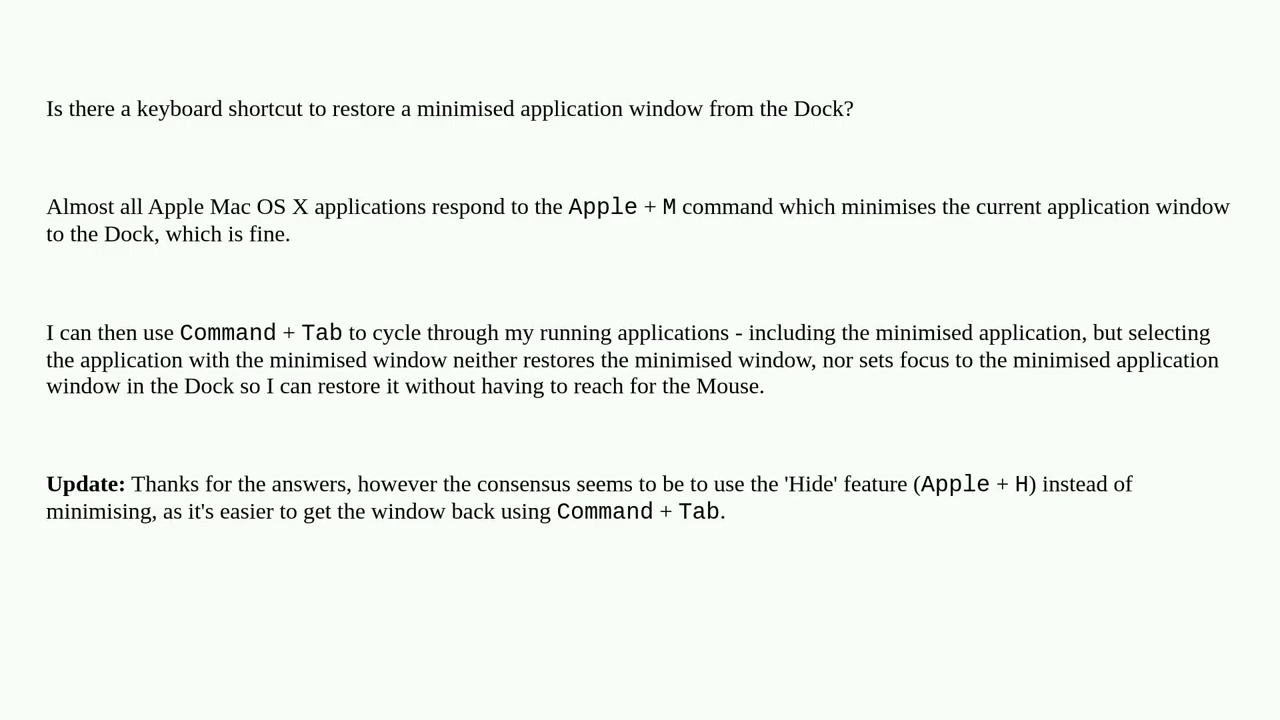 Is there a keyboard shortcut to restore a minimised application window from the Dock?
Almost all Apple Mac OS X applications respond to the Apple + M command which minimises the current application window
to the Dock, which is fine.
I can then use Command + Tab to cycle through my running applications - including the minimised application, but selecting
the application with the minimised window neither restores the minimised window, nor sets focus to the minimised application
window in the Dock so I can restore it without having to reach for the Mouse.
Update: Thanks for the answers, however the consensus seems to be to use the 'Hide' feature (Apple + H) instead of
minimising, as it's easier to get the window back using Command + Tab.